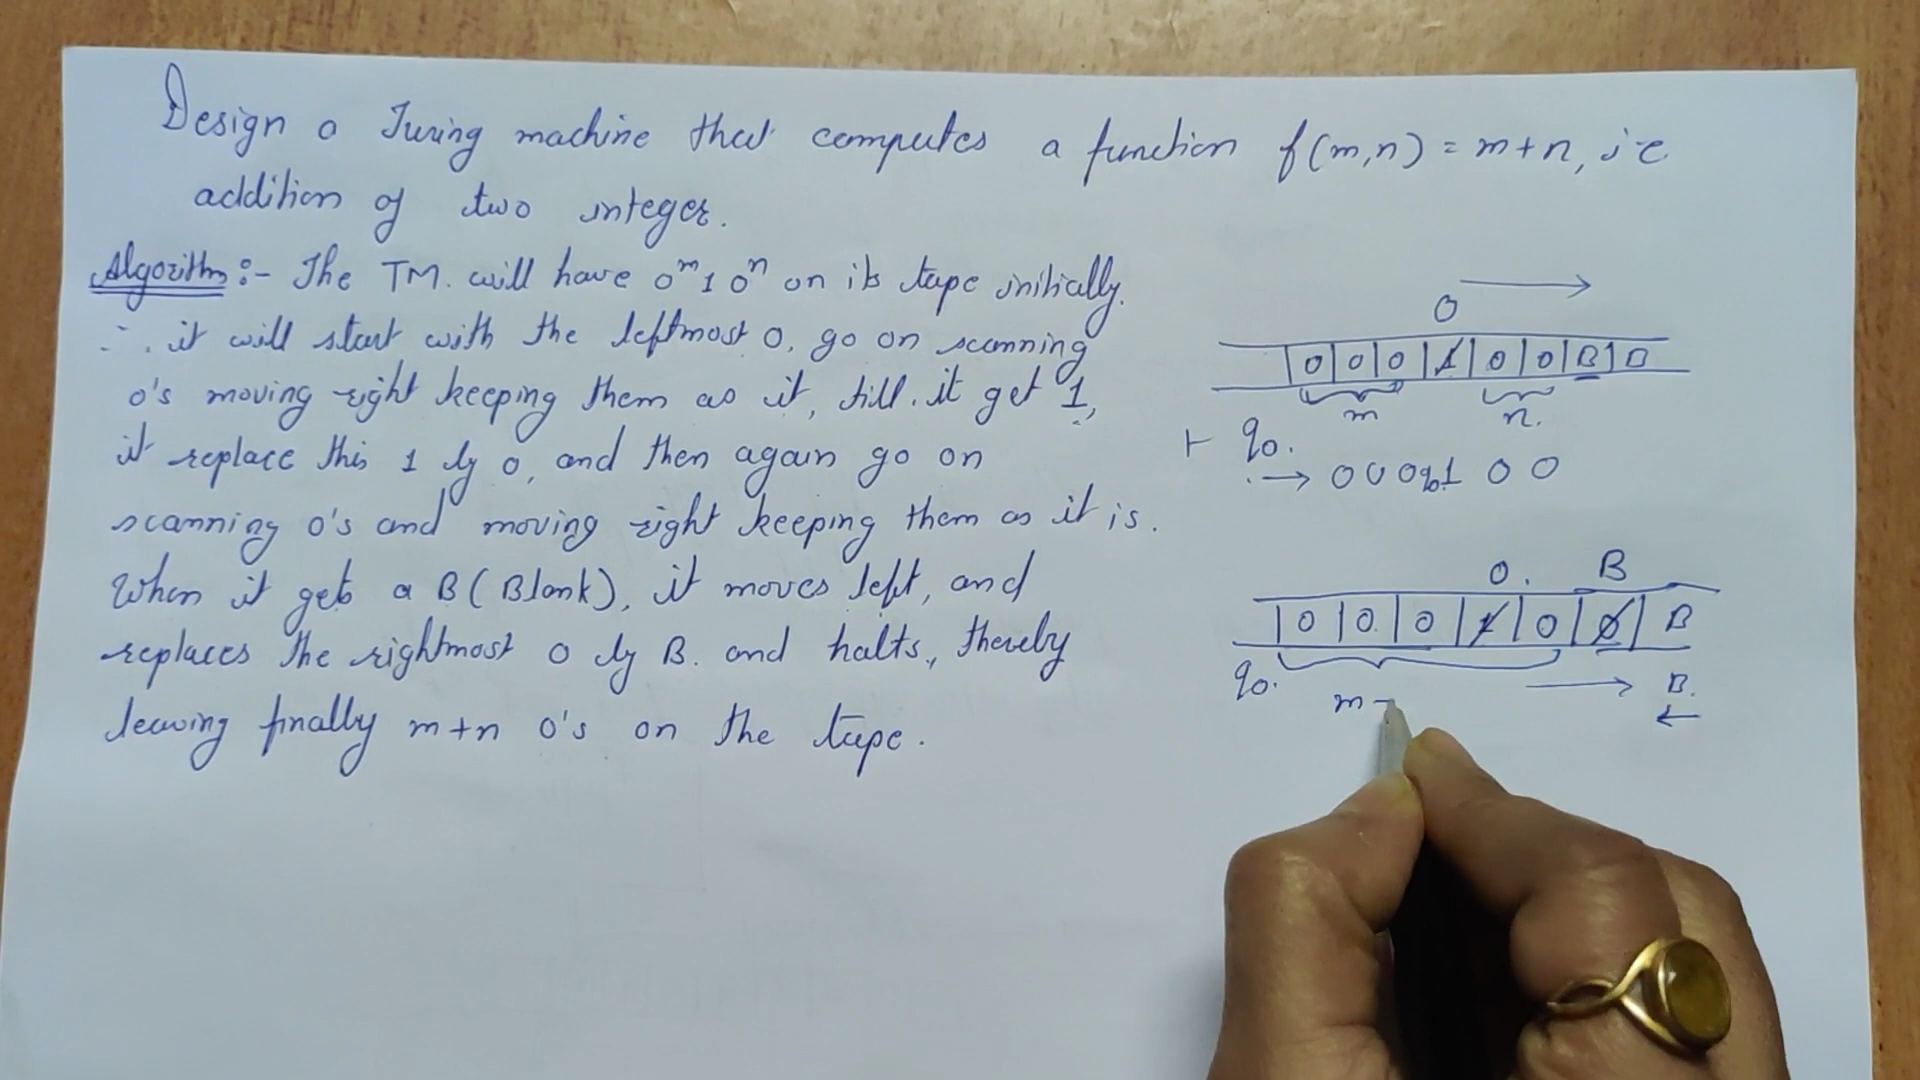 Design a Turing machine that computes a function f(m,n) = m+n, i.e
addition of two integer.
Algorithm :- The TM. will have 0ᵐ10ⁿ on its tape initially.
∴ it will start with the leftmost 0, go on scanning
0's moving right keeping them as it, till it get 1,
it replace this 1 by 0, and then again go on
scanning 0's and moving right keeping them as it is.
When it gets a B (Blank), it moves left, and
replaces the rightmost 0 by B. and halts, thereby
leaving finally m+n 0's on the tape.
0 →
0 0 0 1 0 0 B B
m n.
⊢ q₀.
→ 0 0 0 q₀1 0 0
0. B
0 0 0 1 0 0 B
q₀. → B.
m ←